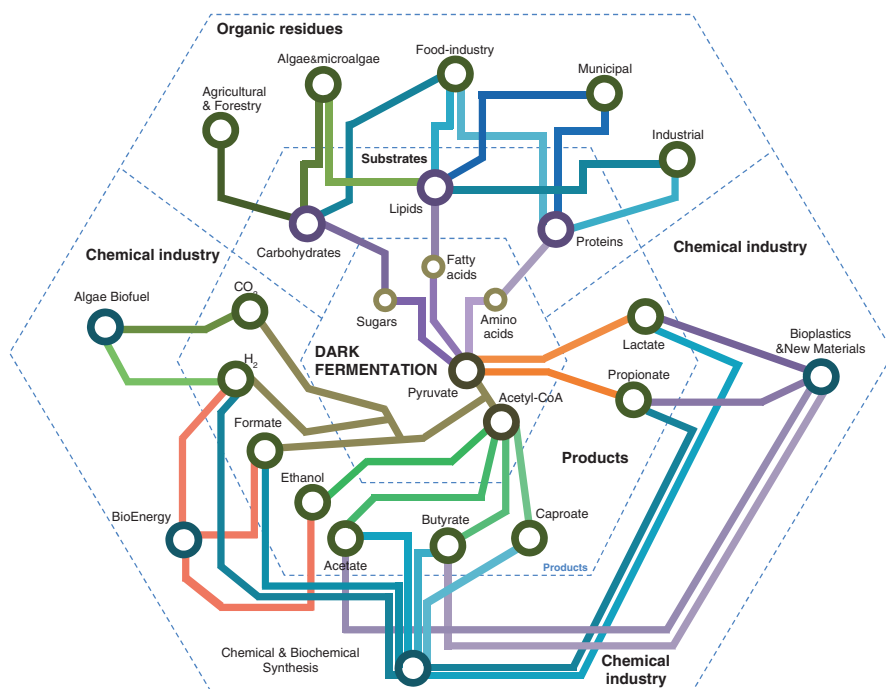 Organic residues
Food-industry
Algae&microalgae
Municipal
Agricultural
& Forestry
Industrial
Substrates
Lipids
Carbohydrates
Proteins
Chemical industry
Chemical industry
Fatty
acids
CO2
Algae Biofuel
Sugars
Amino
acids
Lactate
Bioplastics
&New Materials
DARK
FERMENTATION
H2
Pyruvate
Propionate
Acetyl-CoA
Formate
Products
Ethanol
BioEnergy
Butyrate
Caproate
Acetate
Products
Chemical & Biochemical
Synthesis
Chemical
industry